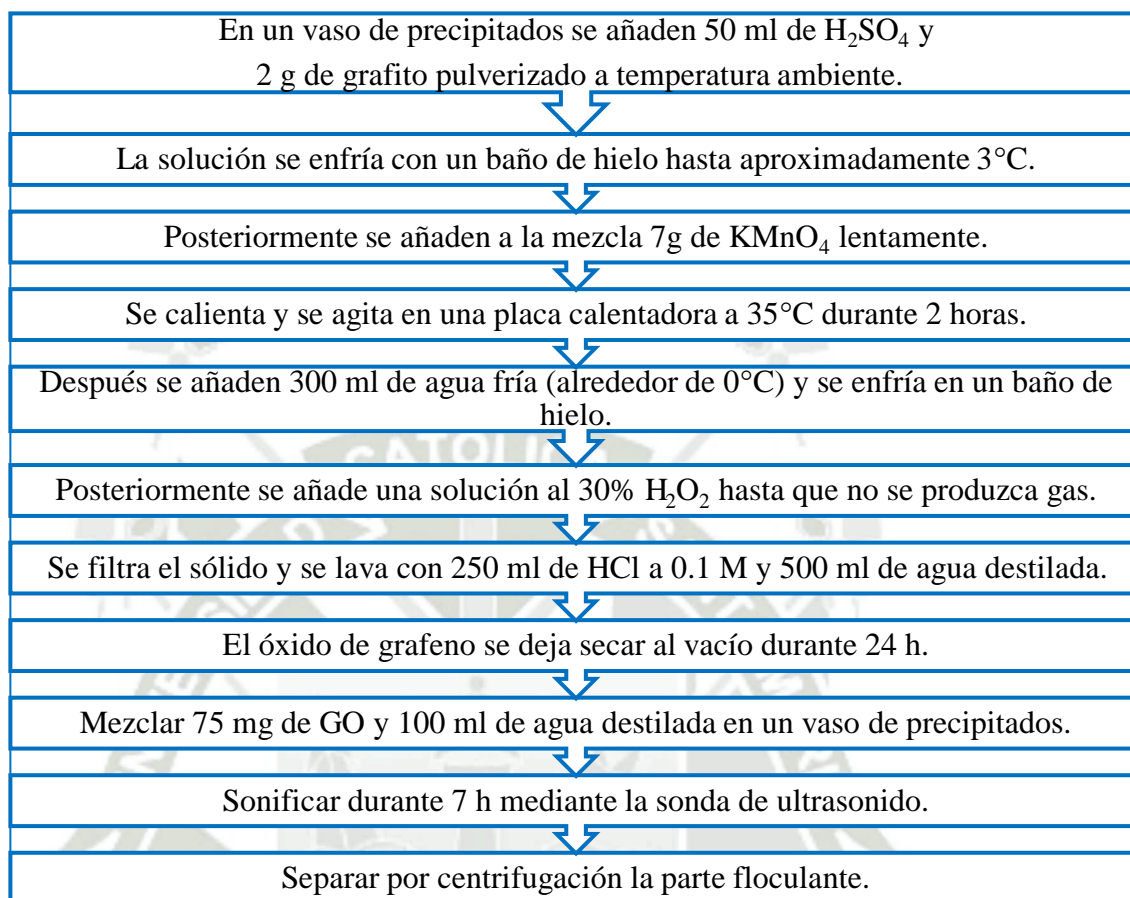 En un vaso de precipitados se añaden 50 ml de H₂SO₄ y
2 g de grafito pulverizado a temperatura ambiente.
La solución se enfría con un baño de hielo hasta aproximadamente 3°C.
Posteriormente se añaden a la mezcla 7g de KMnO₄ lentamente.
Se calienta y se agita en una placa calentadora a 35°C durante 2 horas.
Después se añaden 300 ml de agua fría (alrededor de 0°C) y se enfría en un baño de
hielo.
Posteriormente se añade una solución al 30% H₂O₂ hasta que no se produzca gas.
Se filtra el sólido y se lava con 250 ml de HCl a 0.1 M y 500 ml de agua destilada.
El óxido de grafeno se deja secar al vacío durante 24 h.
Mezclar 75 mg de GO y 100 ml de agua destilada en un vaso de precipitados.
Sonificar durante 7 h mediante la sonda de ultrasonido.
Separar por centrifugación la parte floculante.